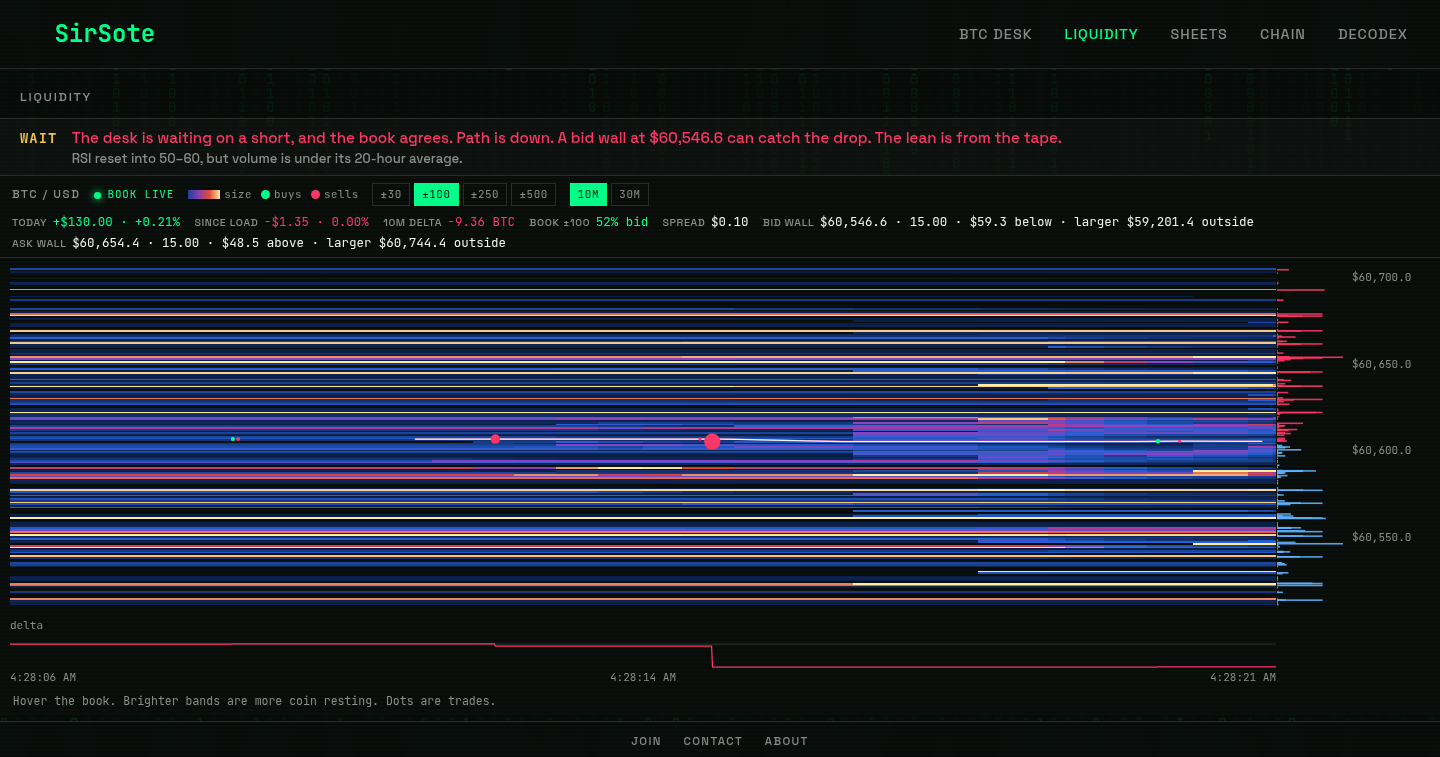 SirSote
BTC DESK LIQUIDITY SHEETS CHAIN DECODEX
LIQUIDITY
WAIT The desk is waiting on a short, and the book agrees. Path is down. A bid wall at $60,546.6 can catch the drop. The lean is from the tape.
RSI reset into 50–60, but volume is under its 20-hour average.
BTC / USD BOOK LIVE size buys sells ±30 ±100 ±250 ±500 10M 30M
TODAY +$130.00 · +0.21% SINCE LOAD -$1.35 · 0.00% 10M DELTA -9.36 BTC BOOK ±100 52% bid SPREAD $0.10 BID WALL $60,546.6 · 15.00 · $59.3 below · larger $59,201.4 outside
ASK WALL $60,654.4 · 15.00 · $48.5 above · larger $60,744.4 outside
$60,700.0
$60,650.0
$60,600.0
$60,550.0
delta
4:28:06 AM 4:28:14 AM 4:28:21 AM
Hover the book. Brighter bands are more coin resting. Dots are trades.
JOIN CONTACT ABOUT